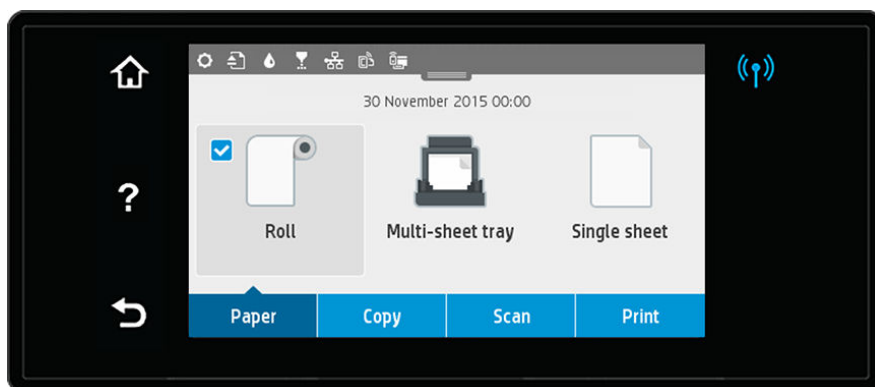 30 November 2015 00:00
Roll
Multi-sheet tray
Single sheet
?
Paper
Copy
Scan
Print